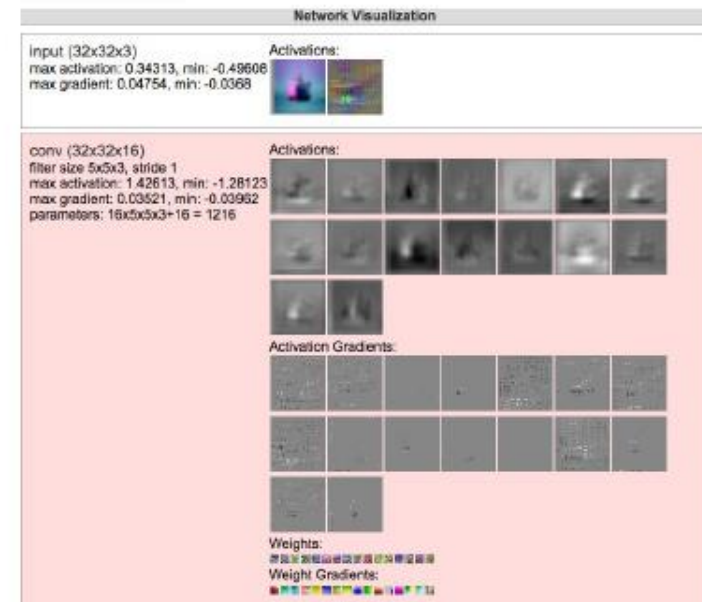 Network Visualization
input (32x32x3)
max activation: 0.34313, min: -0.49608
max gradient: 0.04754, min: -0.0368
Activations:
conv (32x32x16)
filter size 5x5x3, stride 1
max activation: 1.42613, min: -1.28123
max gradient: 0.03521, min: -0.03962
parameters: 16x5x5x3+16 = 1216
Activations:
Activation Gradients:
Weights:
Weight Gradients: